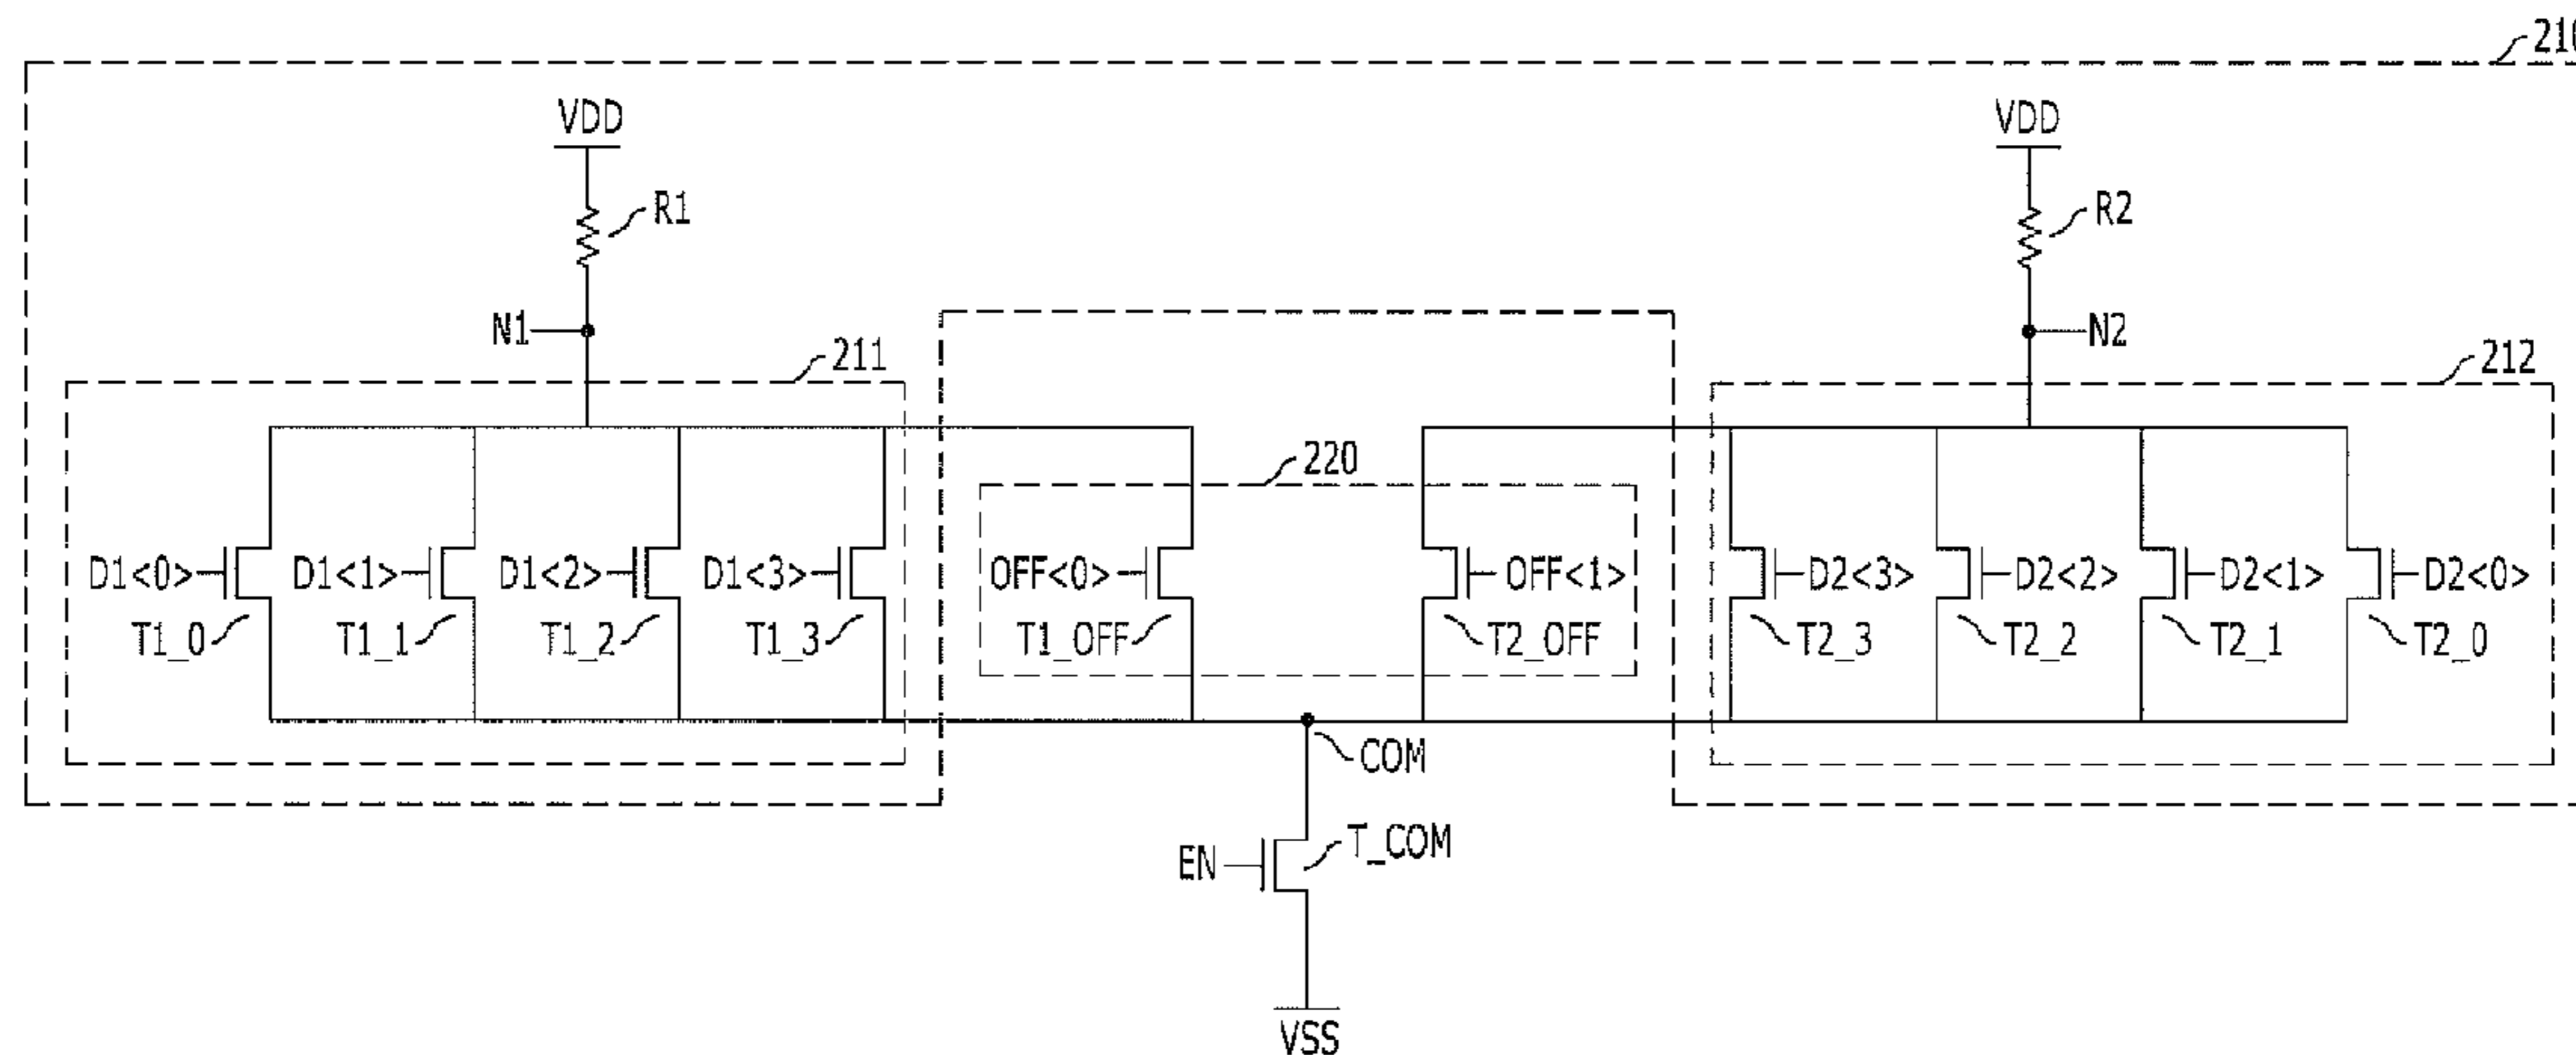 VDD
R1
N1
211
VDD
R2
N2
212
220
D1<0>
T1_0
D1<1>
T1_1
D1<2>
T1_2
D1<3>
T1_3
OFF<0>
T1_OFF
OFF<1>
T2_OFF
D2<3>
T2_3
D2<2>
T2_2
D2<1>
T2_1
D2<0>
T2_0
COM
EN
T_COM
VSS